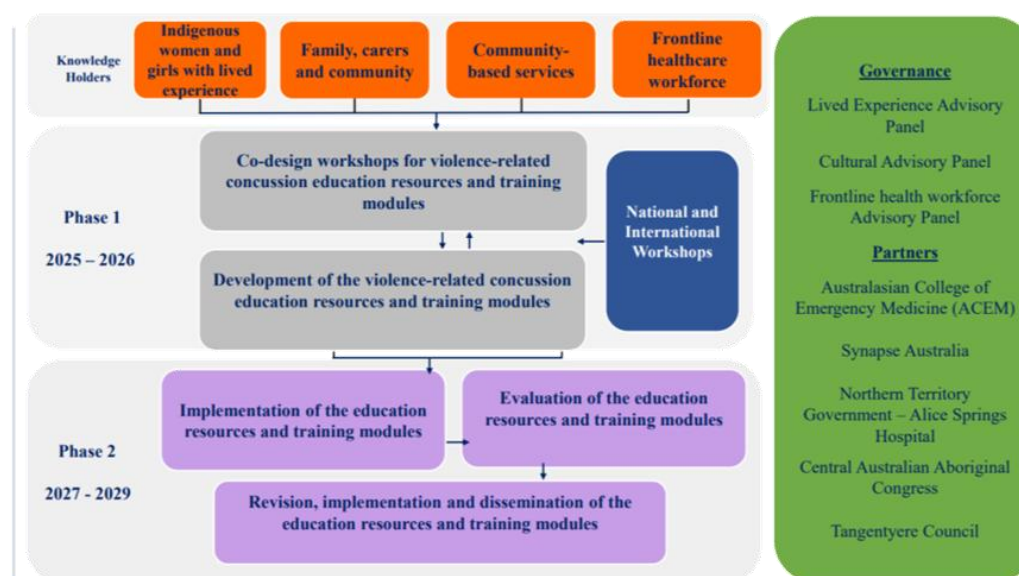 Knowledge
Holders
Indigenous
women and
girls with lived
experience
Family, carers
and community
Community-
based services
Frontline
healthcare
workforce
Phase 1
2025 – 2026
Co-design workshops for violence-related
concussion education resources and training
modules
Development of the violence-related concussion
education resources and training modules
National and
International
Workshops
Phase 2
2027 - 2029
Implementation of the education
resources and training modules
Evaluation of the education
resources and training modules
Revision, implementation and dissemination of the
education resources and training modules
Governance
Lived Experience Advisory
Panel
Cultural Advisory Panel
Frontline health workforce
Advisory Panel
Partners
Australasian College of
Emergency Medicine (ACEM)
Synapse Australia
Northern Territory
Government – Alice Springs
Hospital
Central Australian Aboriginal
Congress
Tangentyere Council